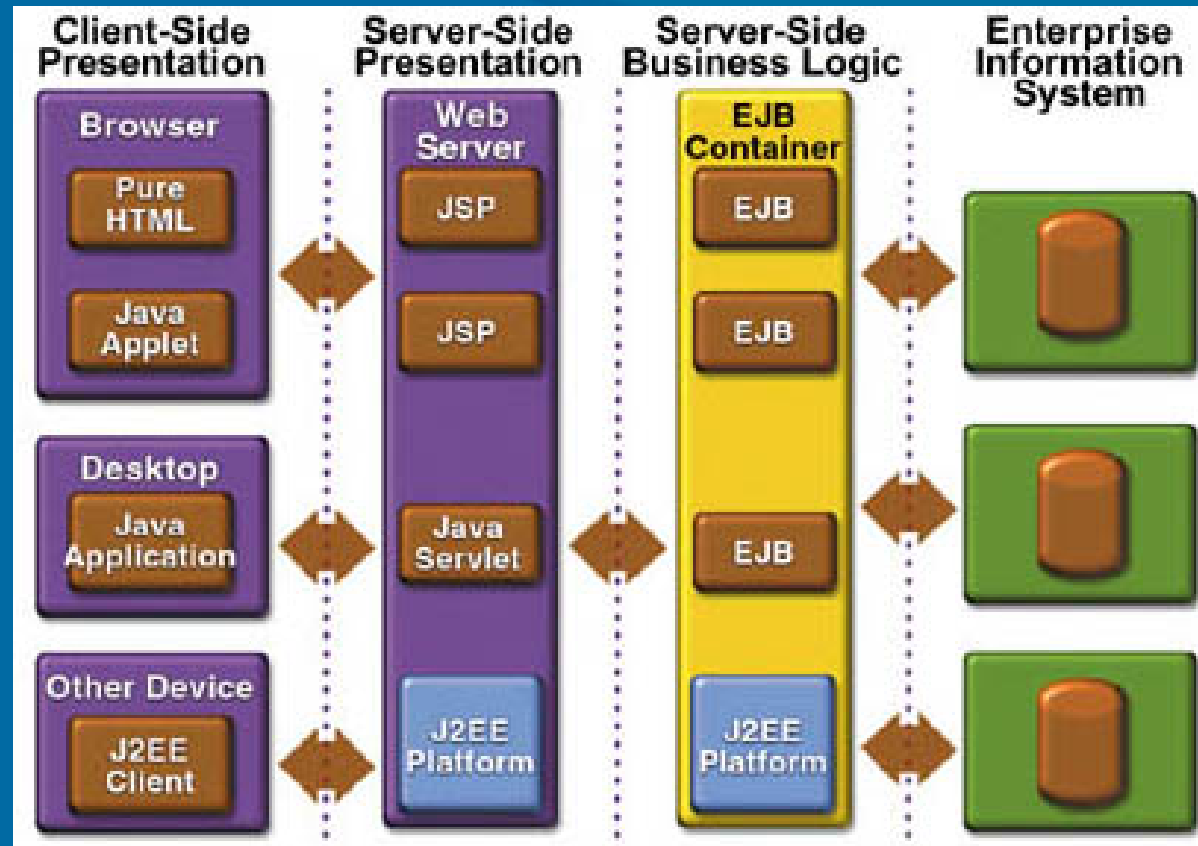 Client-Side
Presentation
Server-Side
Presentation
Server-Side
Business Logic
Enterprise
Information
System
Browser
Pure
HTML
Java
Applet
Desktop
Java
Application
Other Device
J2EE
Client
Web
Server
JSP
JSP
Java
Servlet
J2EE
Platform
EJB
Container
EJB
EJB
EJB
J2EE
Platform